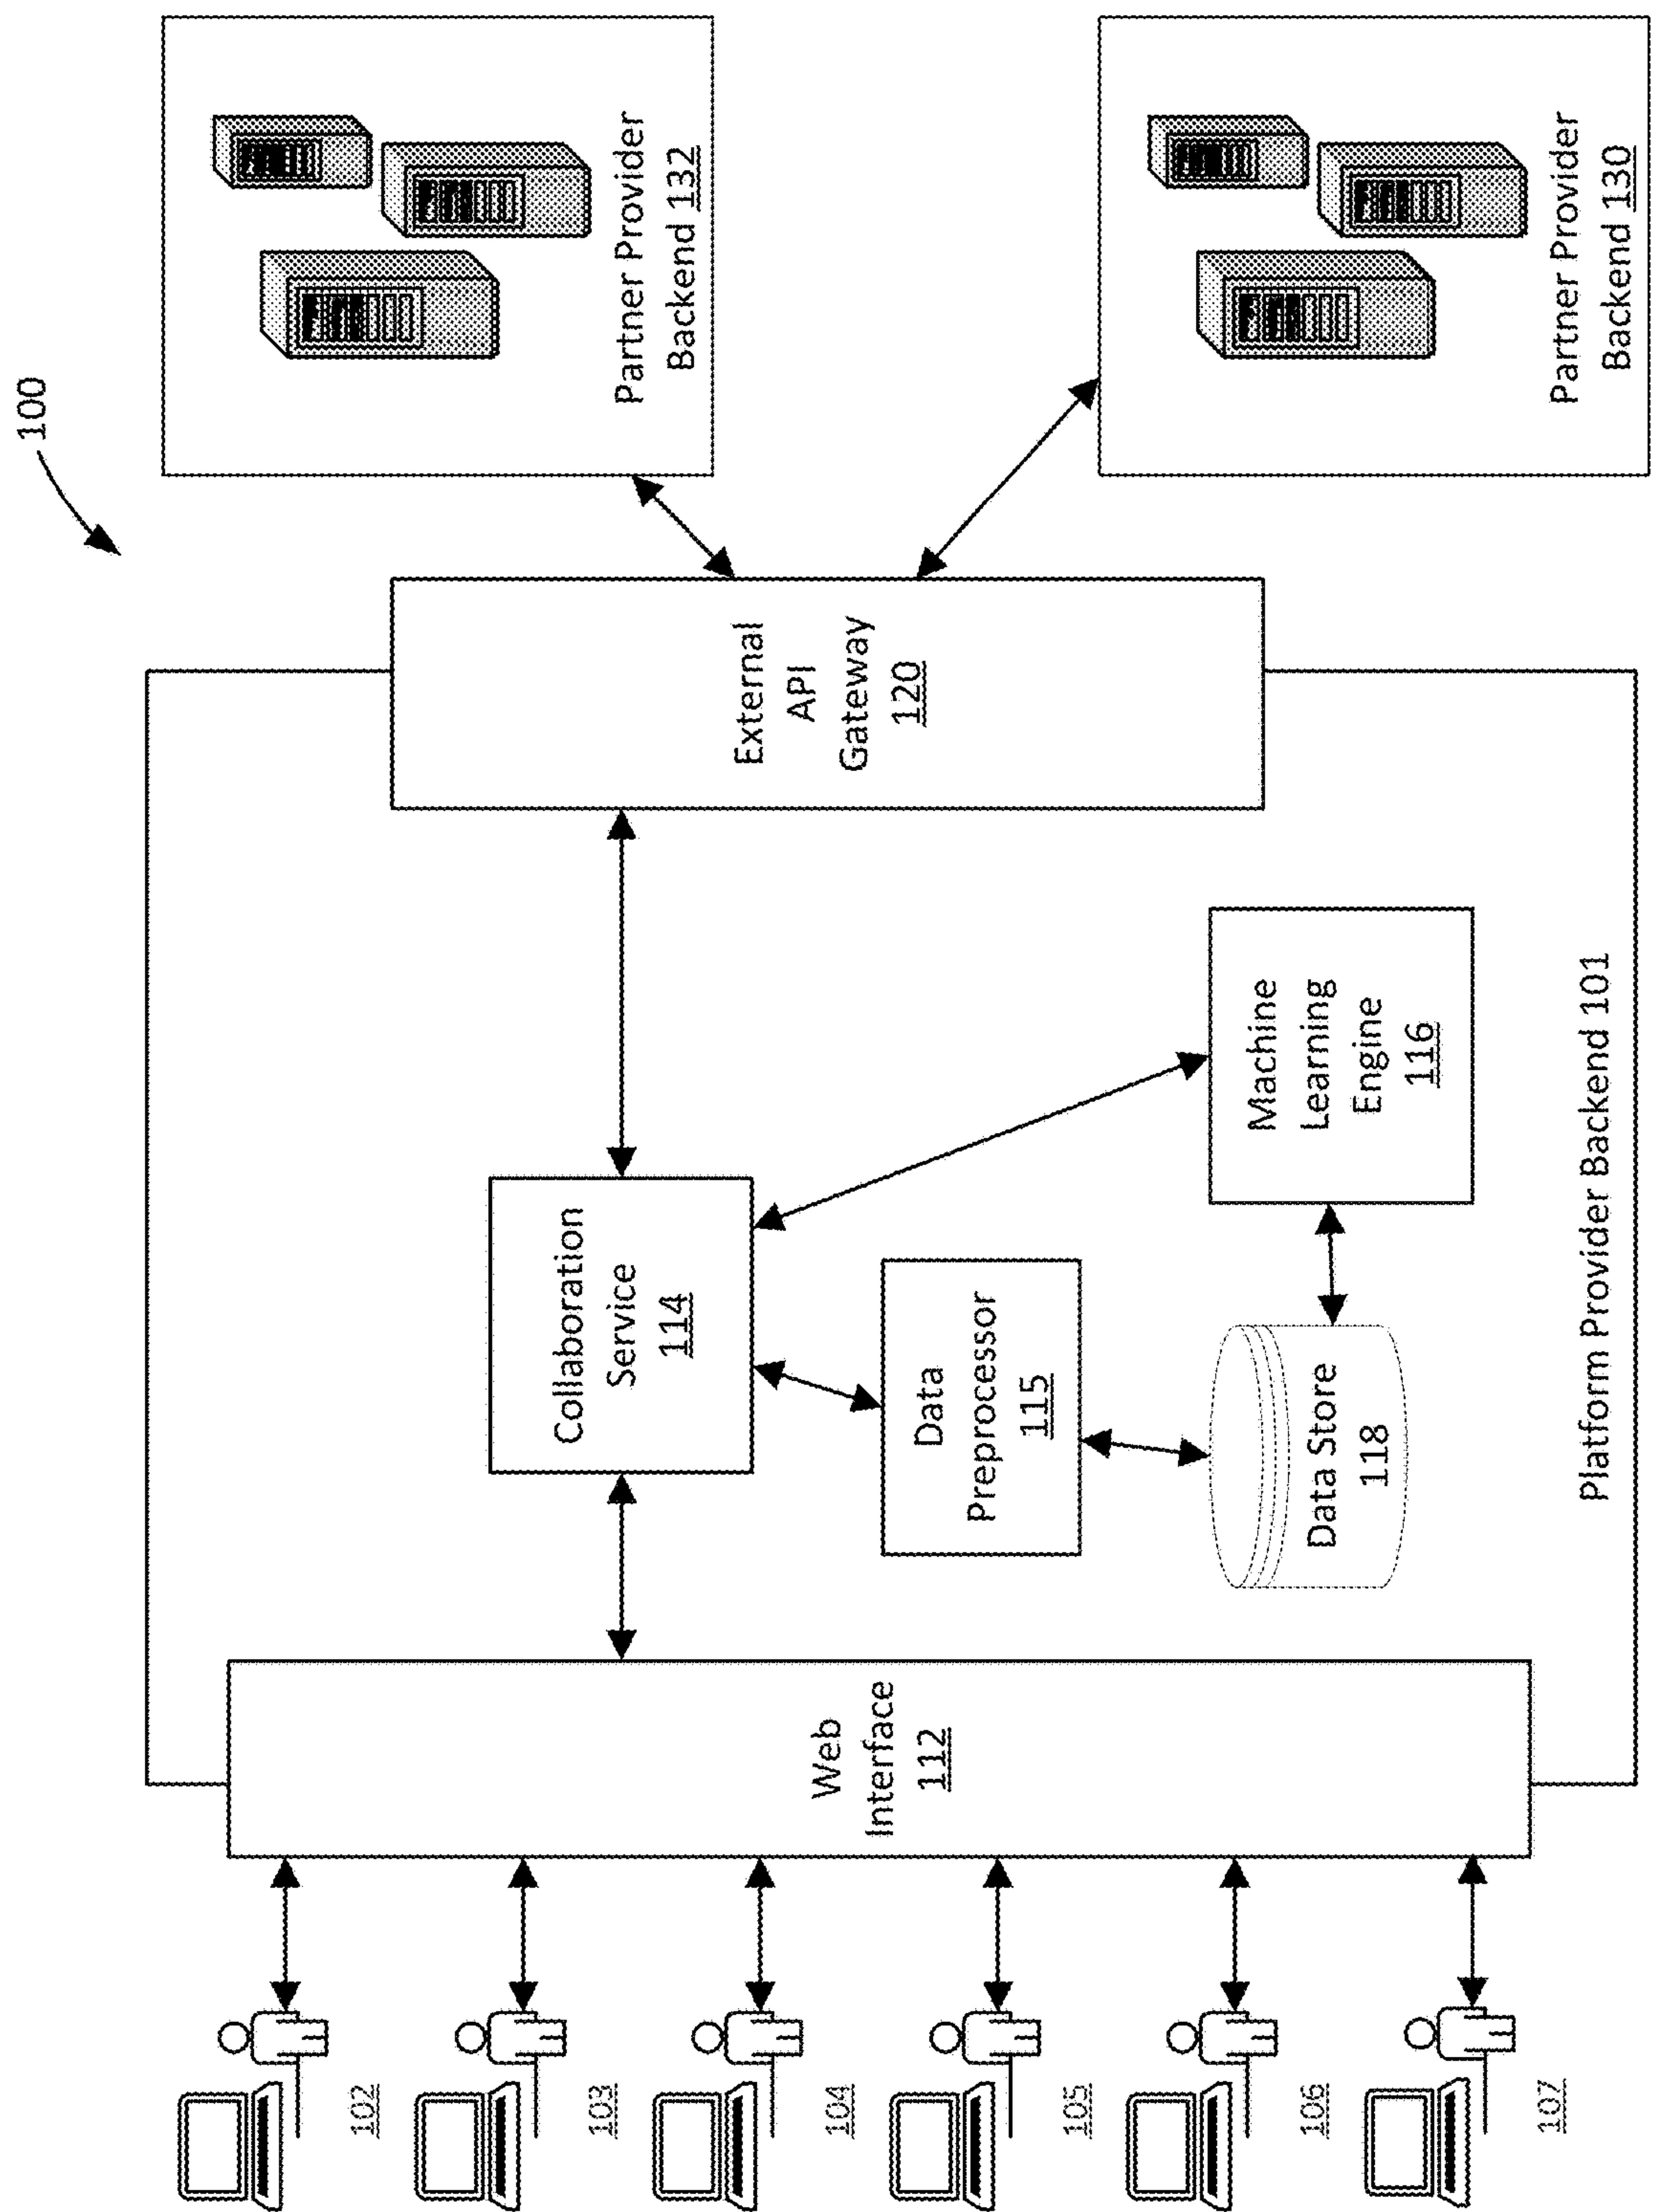 100
102
103
104
105
106
107
Web
Interface
112
Collaboration
Service
114
Data
Preprocessor
115
Data Store
118
Machine
Learning
Engine
116
Platform Provider Backend 101
External
API
Gateway
120
Partner Provider
Backend 132
Partner Provider
Backend 130